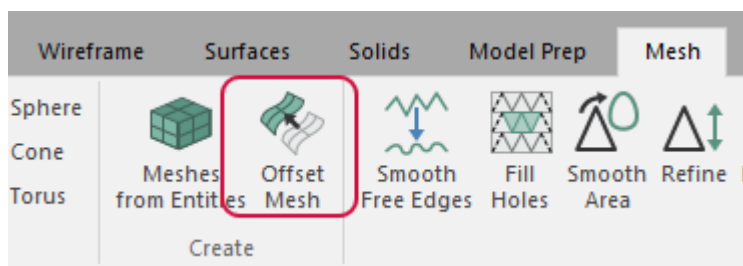 Wireframe Surfaces Solids Model Prep Mesh
Sphere
Cone
Torus
Meshes
from Entities
Offset
Mesh
Create
Smooth
Free Edges
Fill
Holes
Smooth
Area
Refine